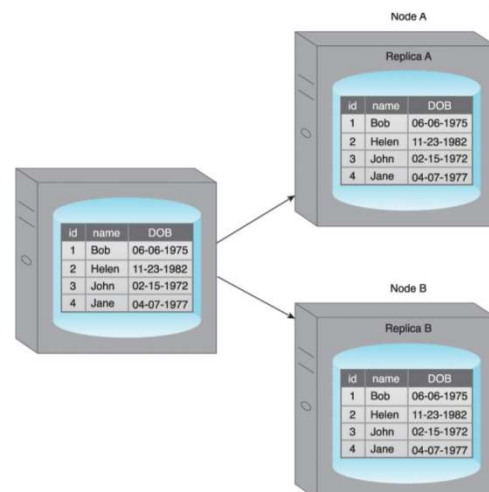 Node A
Replica A
id name DOB
1 Bob 06-06-1975
2 Helen 11-23-1982
3 John 02-15-1972
4 Jane 04-07-1977
id name DOB
1 Bob 06-06-1975
2 Helen 11-23-1982
3 John 02-15-1972
4 Jane 04-07-1977
Node B
Replica B
id name DOB
1 Bob 06-06-1975
2 Helen 11-23-1982
3 John 02-15-1972
4 Jane 04-07-1977